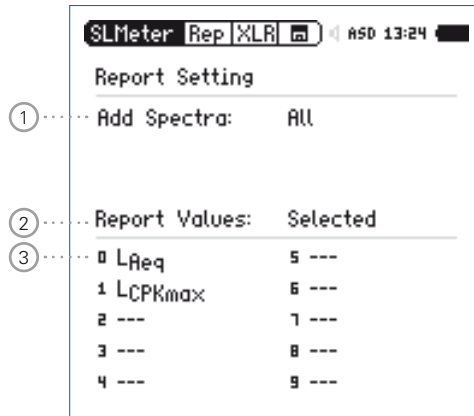 SLMeter Rep XLR ASD 13:24
Report Setting
1 Add Spectra: All
2 Report Values: Selected
3 0 LAeq 5 ---
1 LCPKmax 6 ---
2 --- 7 ---
3 --- 8 ---
4 --- 9 ---